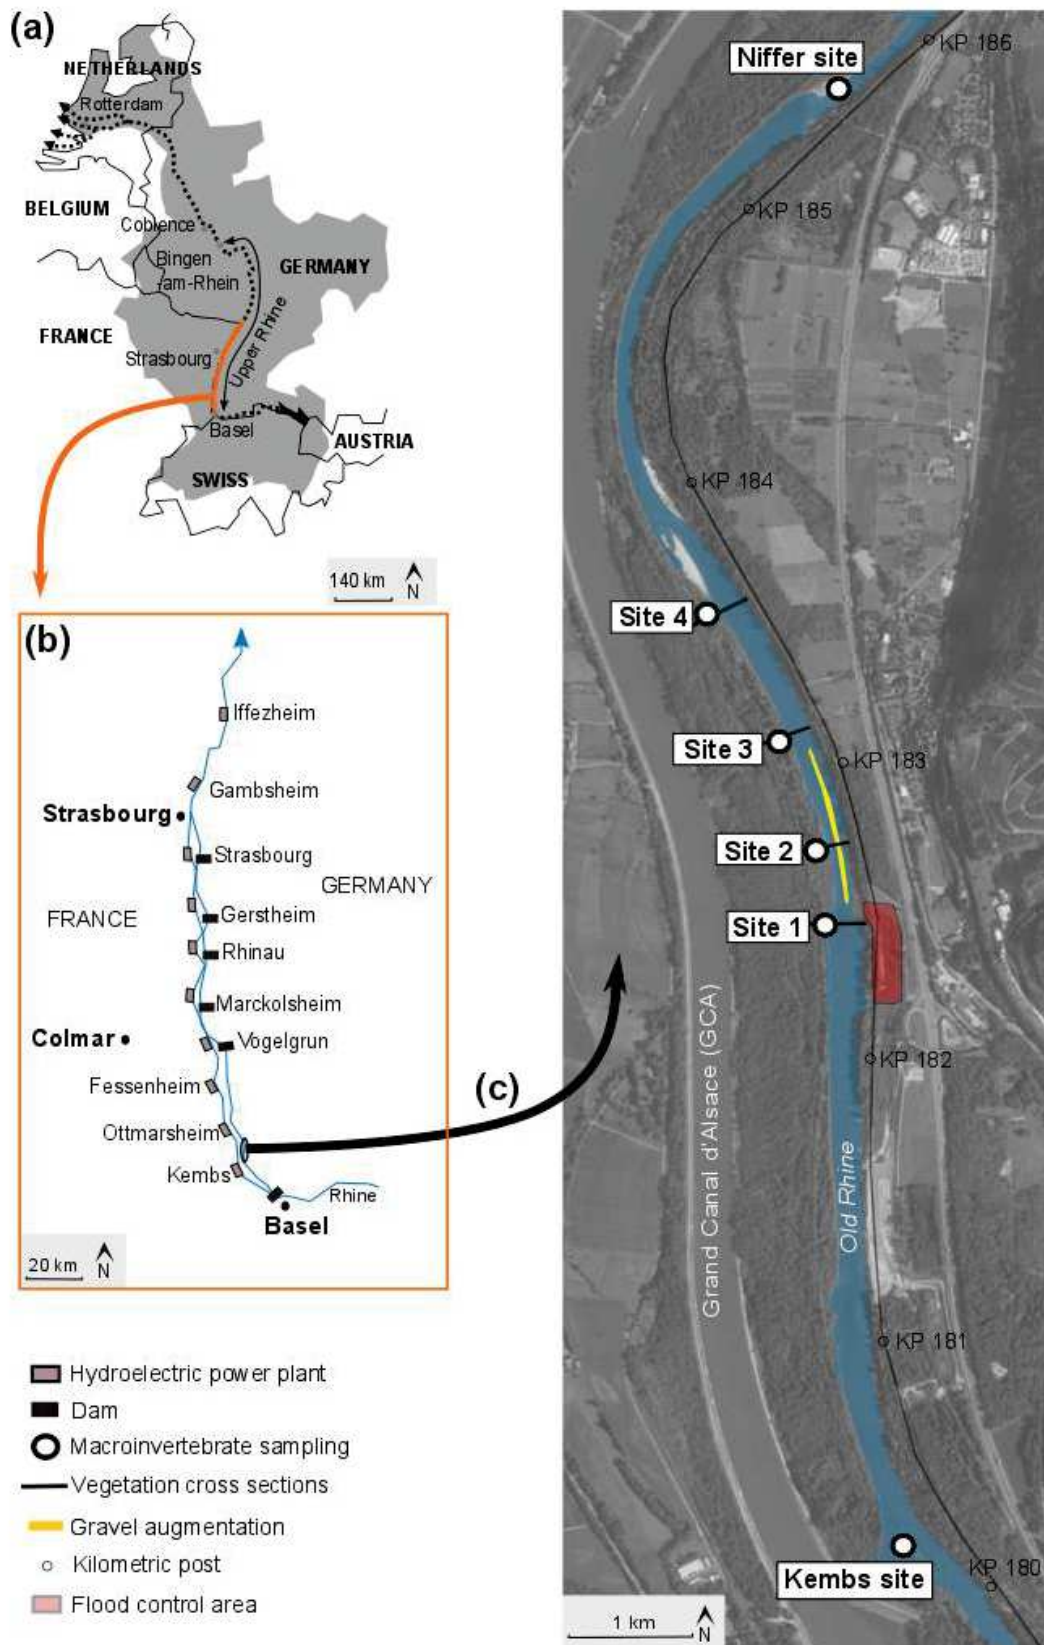 (a)
NETHERLANDS
Rotterdam
BELGIUM
Coblence
Bingen
-am-Rhein
GERMANY
FRANCE
Strasbourg
Upper Rhine
Basel
AUSTRIA
SWISS
140 km
N
(b)
Iffezheim
Gambsheim
Strasbourg
Strasbourg
GERMANY
FRANCE
Gerstheim
Rhinau
Marckolsheim
Colmar
Vogelgrun
Fessenheim
Ottmarsheim
Kembs
Rhine
Basel
20 km
N
(c)
Hydroelectric power plant
Dam
Macroinvertebrate sampling
Vegetation cross sections
Gravel augmentation
Kilometric post
Flood control area
KP 186
Niffer site
KP 185
KP 184
Site 4
Site 3
KP 183
Site 2
Site 1
KP 182
Grand Canal d'Alsace (GCA)
Old Rhine
KP 181
KP 180
Kembs site
1 km
N